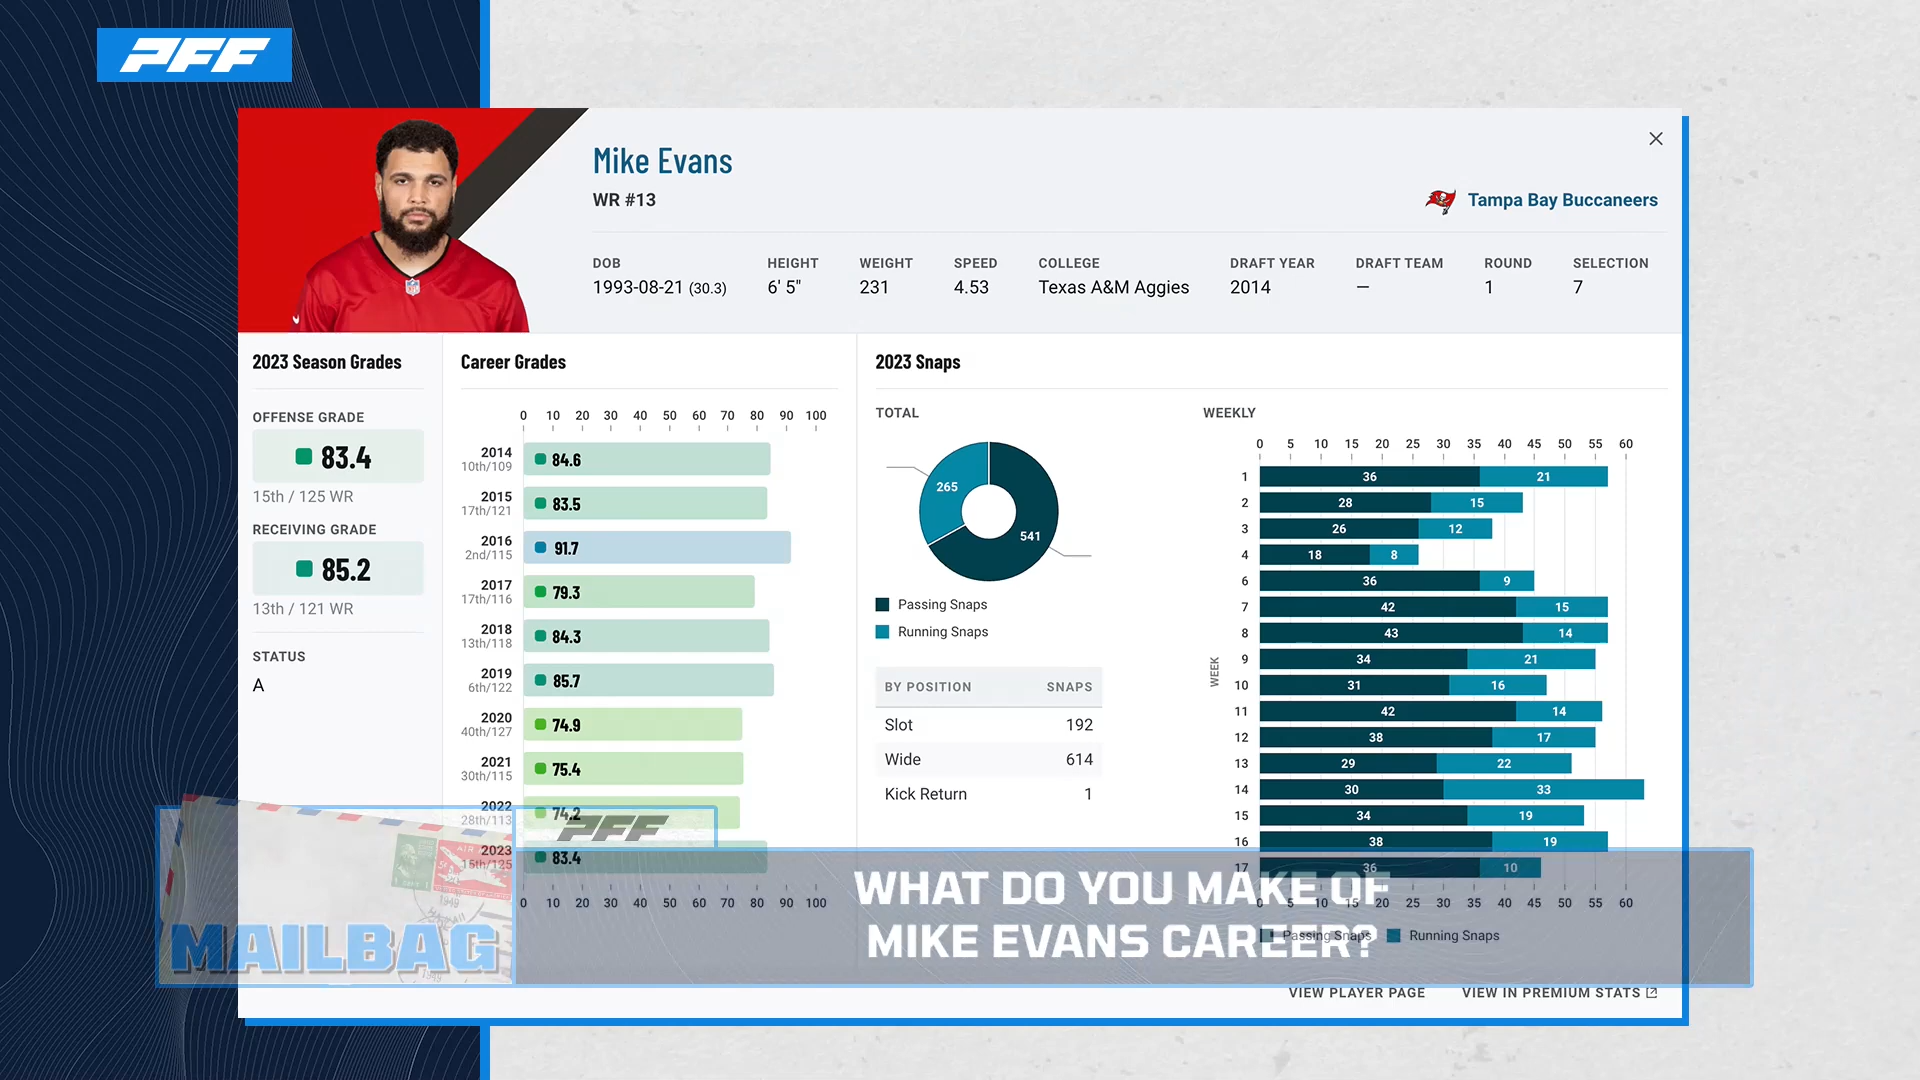 PFF
Mike Evans
WR #13
Tampa Bay Buccaneers
DOB HEIGHT WEIGHT SPEED COLLEGE DRAFT YEAR DRAFT TEAM ROUND SELECTION
1993-08-21 (30.3) 6' 5" 231 4.53 Texas A&M Aggies 2014 — 1 7
2023 Season Grades
OFFENSE GRADE
83.4
15th / 125 WR
RECEIVING GRADE
85.2
13th / 121 WR
STATUS
A
Career Grades
0 10 20 30 40 50 60 70 80 90 100
2014 84.6
10th/109
2015 83.5
17th/121
2016 91.7
2nd/115
2017 79.3
17th/116
2018 84.3
13th/118
2019 85.7
6th/122
2020 74.9
40th/127
2021 75.4
30th/115
2022 74.2
28th/113
2023 83.4
15th/125
0 10 20 30 40 50 60 70 80 90 100
2023 Snaps
TOTAL
265
541
Passing Snaps
Running Snaps
BY POSITION SNAPS
Slot 192
Wide 614
Kick Return 1
WEEKLY
0 5 10 15 20 25 30 35 40 45 50 55 60
WEEK
1 36 21
2 28 15
3 26 12
4 18 8
6 36 9
7 42 15
8 43 14
9 34 21
10 31 16
11 42 14
12 38 17
13 29 22
14 30 33
15 34 19
16 38 19
17 36 10
0 5 10 15 20 25 30 35 40 45 50 55 60
Passing Snaps Running Snaps
VIEW PLAYER PAGE VIEW IN PREMIUM STATS
PFF
AIR
1949
1949
MAILBAG
WHAT DO YOU MAKE OF
MIKE EVANS CAREER?